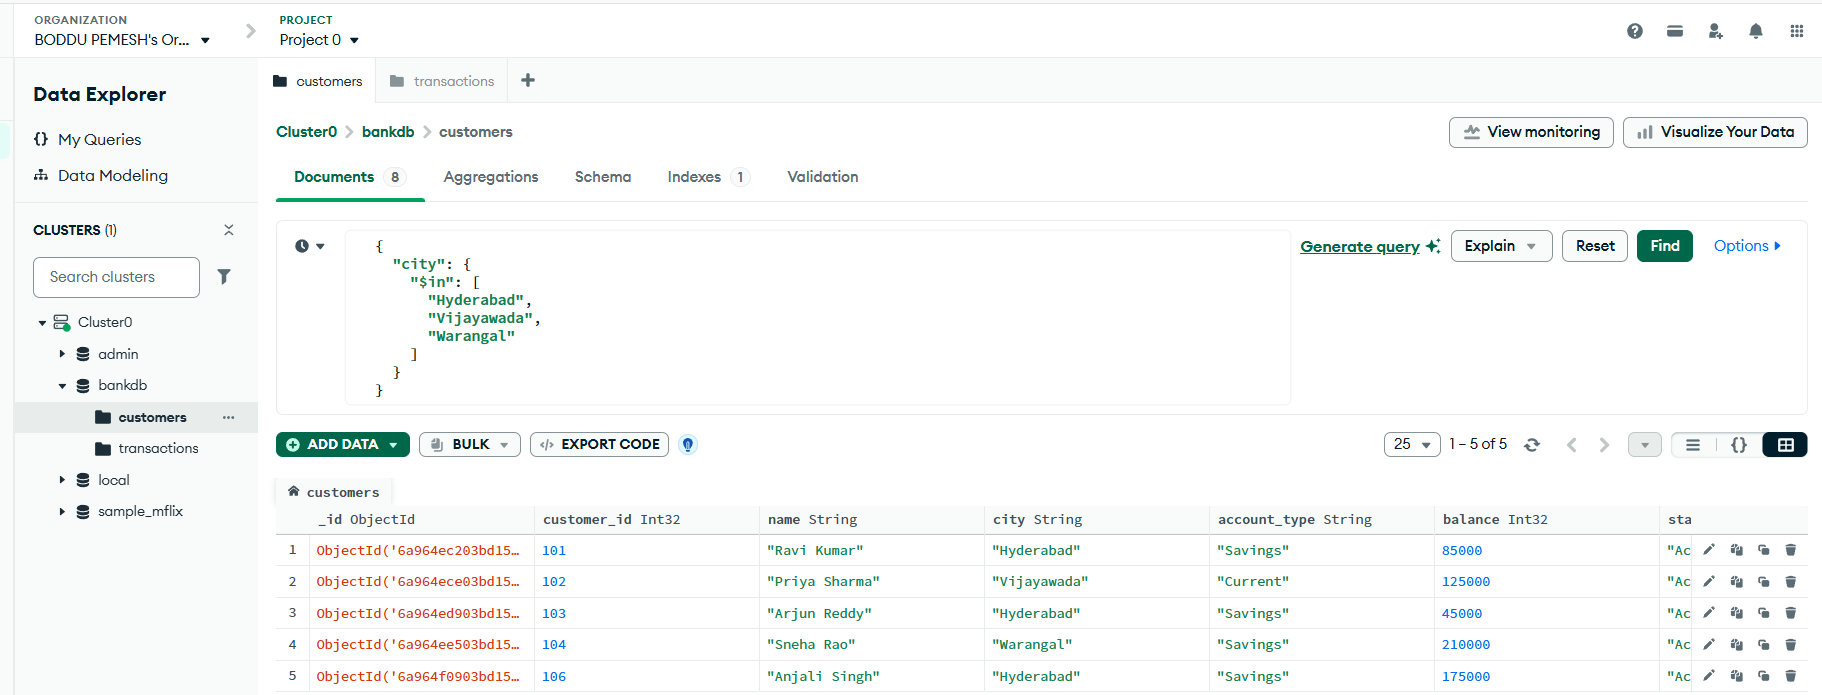 ORGANIZATION
BODDU PEMESH's Or...
PROJECT
Project 0
Data Explorer
My Queries
Data Modeling
CLUSTERS (1)
Search clusters
Cluster0
admin
bankdb
customers
transactions
local
sample_mflix
customers
transactions
Cluster0 > bankdb > customers
View monitoring
Visualize Your Data
Documents 8
Aggregations
Schema
Indexes 1
Validation
{
"city": {
"$in": [
"Hyderabad",
"Vijayawada",
"Warangal"
]
}
}
Generate query
Explain
Reset
Find
Options
ADD DATA
BULK
EXPORT CODE
25
1 – 5 of 5
customers
_id ObjectId customer_id Int32 name String city String account_type String balance Int32 sta
1 ObjectId('6a964ec203bd15… 101 "Ravi Kumar" "Hyderabad" "Savings" 85000 "Ac
2 ObjectId('6a964ece03bd15… 102 "Priya Sharma" "Vijayawada" "Current" 125000 "Ac
3 ObjectId('6a964ed903bd15… 103 "Arjun Reddy" "Hyderabad" "Savings" 45000 "Ac
4 ObjectId('6a964ee503bd15… 104 "Sneha Rao" "Warangal" "Savings" 210000 "Ac
5 ObjectId('6a964f0903bd15… 106 "Anjali Singh" "Hyderabad" "Savings" 175000 "Ac